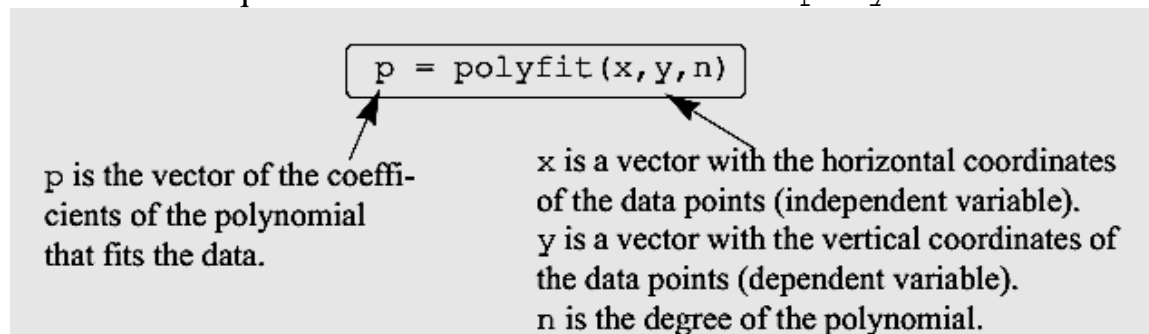 p = polyfit(x,y,n)
p is the vector of the coeffi-
cients of the polynomial
that fits the data.
x is a vector with the horizontal coordinates
of the data points (independent variable).
y is a vector with the vertical coordinates of
the data points (dependent variable).
n is the degree of the polynomial.